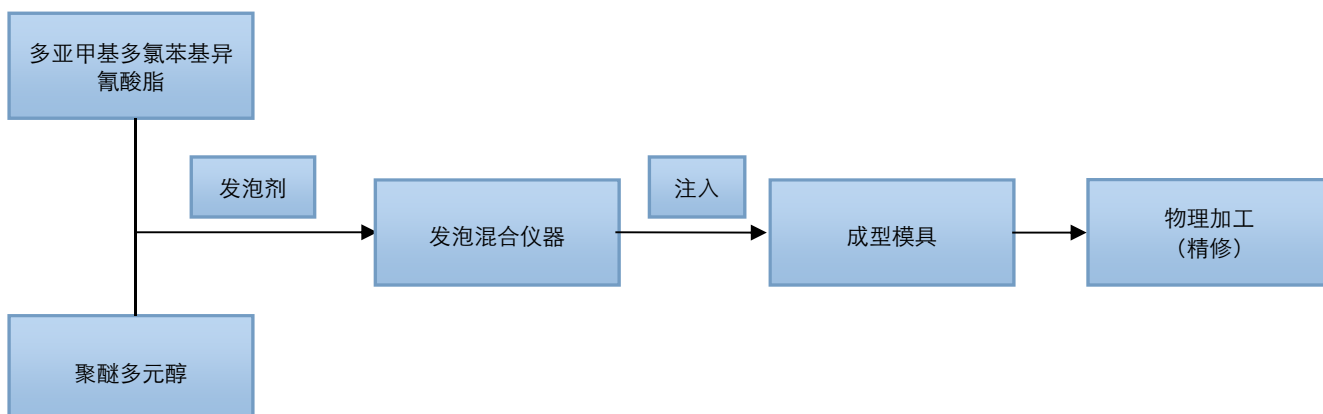 多亚甲基多氯苯基异
氰酸脂
发泡剂
注入
发泡混合仪器
成型模具
物理加工
（精修）
聚醚多元醇